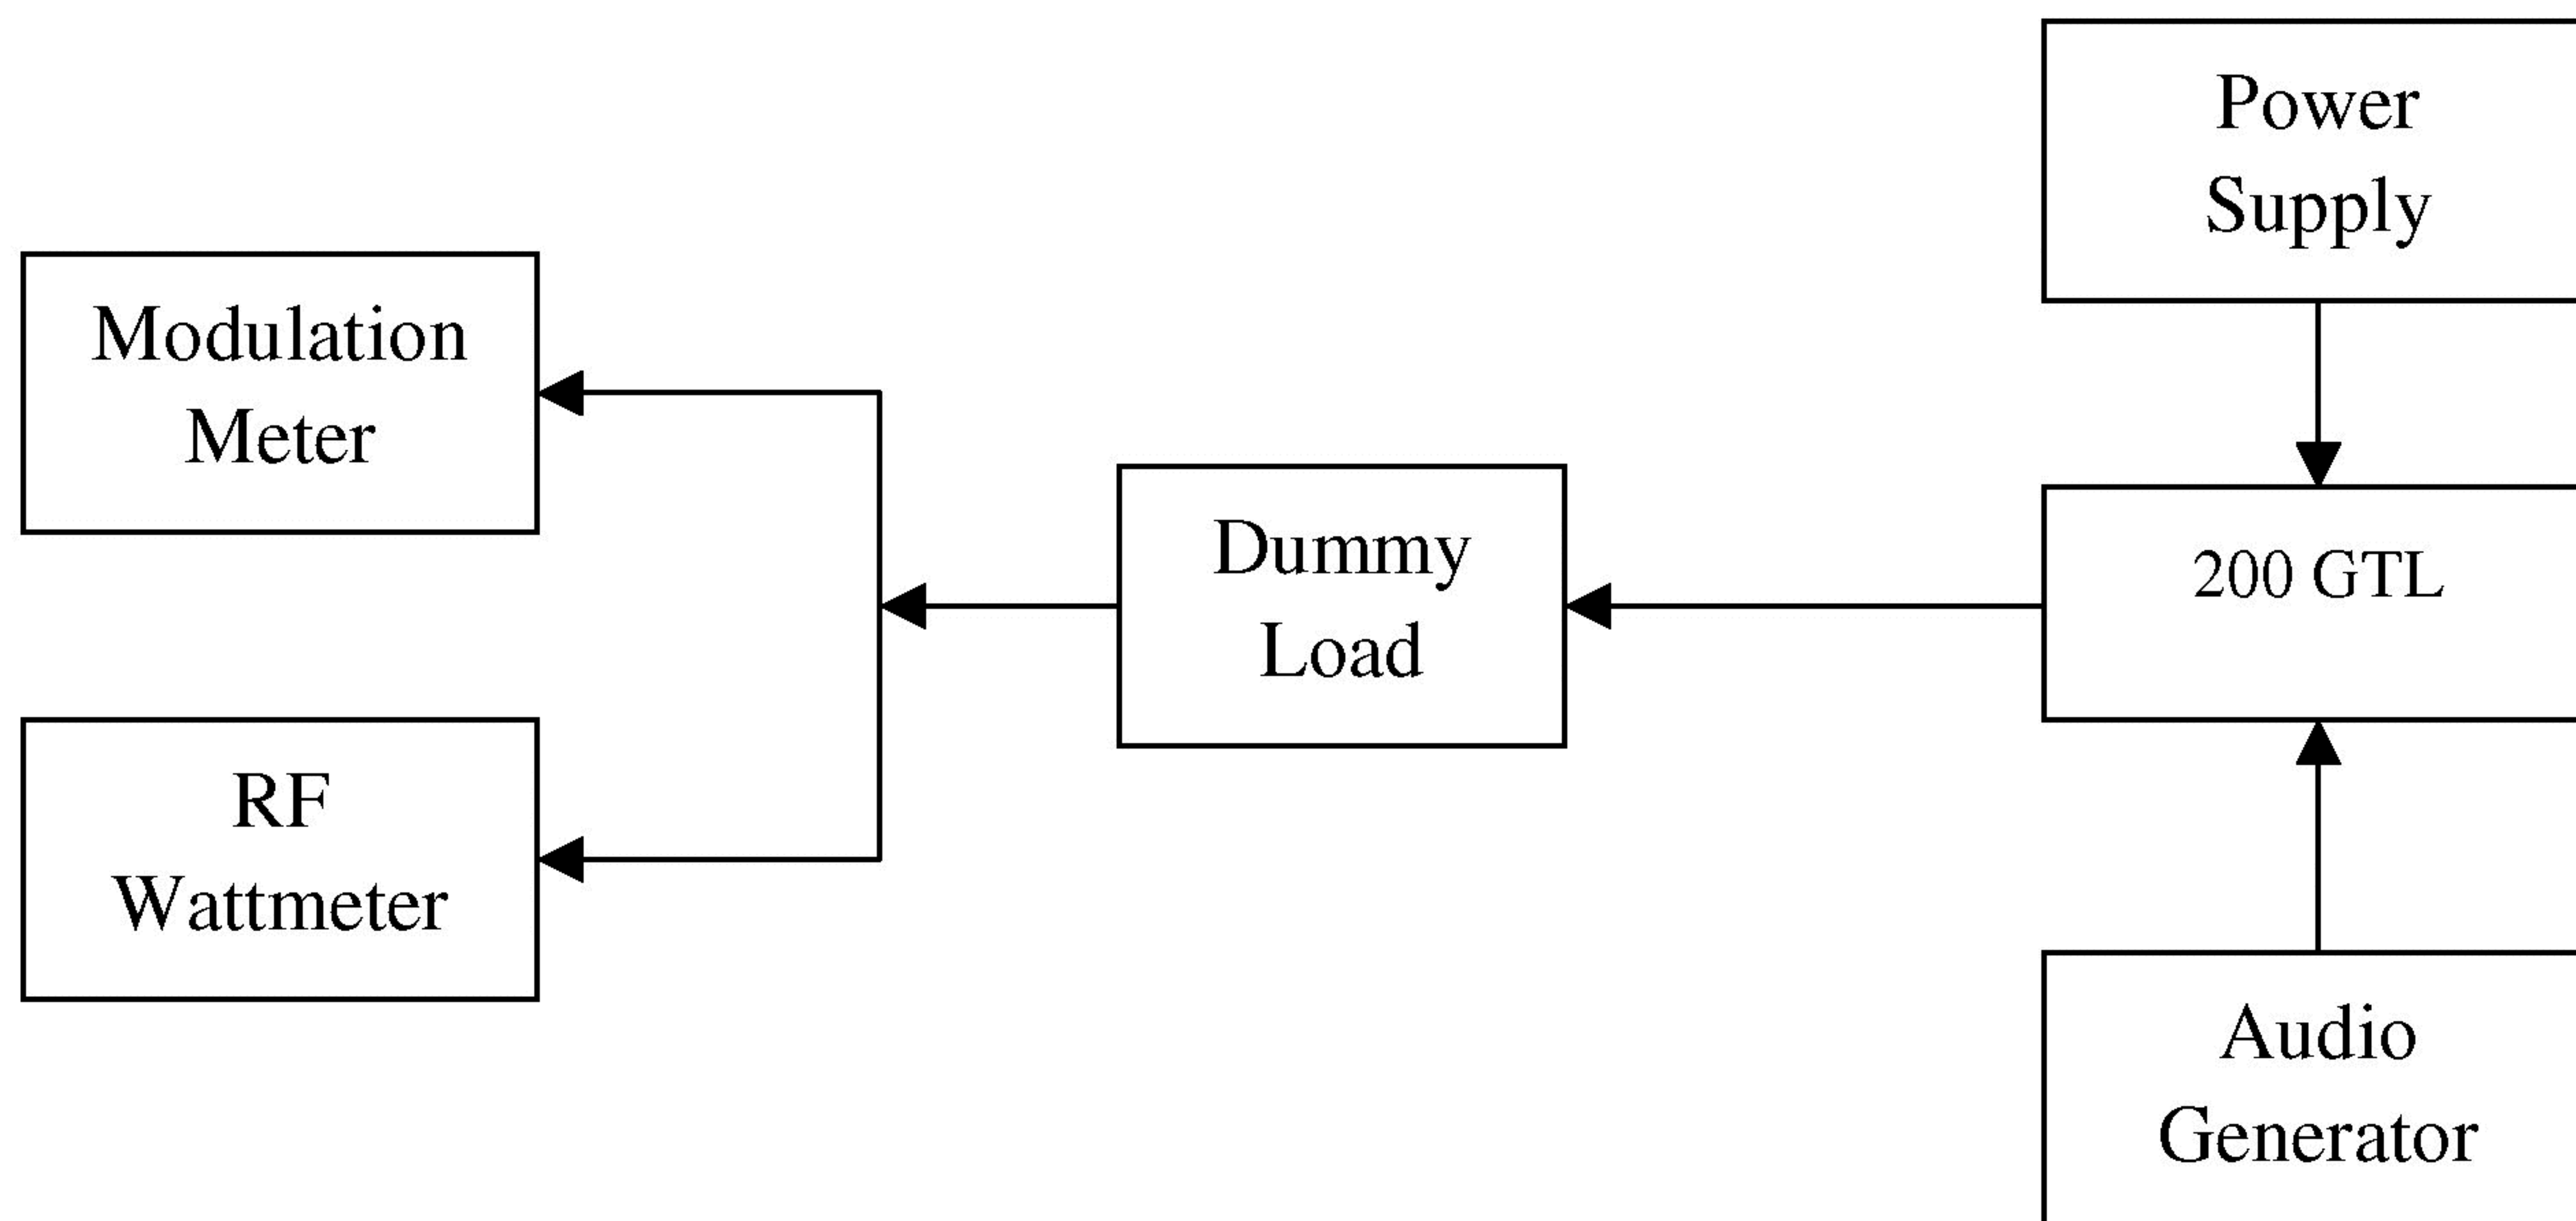 Power
Supply
Modulation
Meter
Dummy
Load
200 GTL
RF
Wattmeter
Audio
Generator